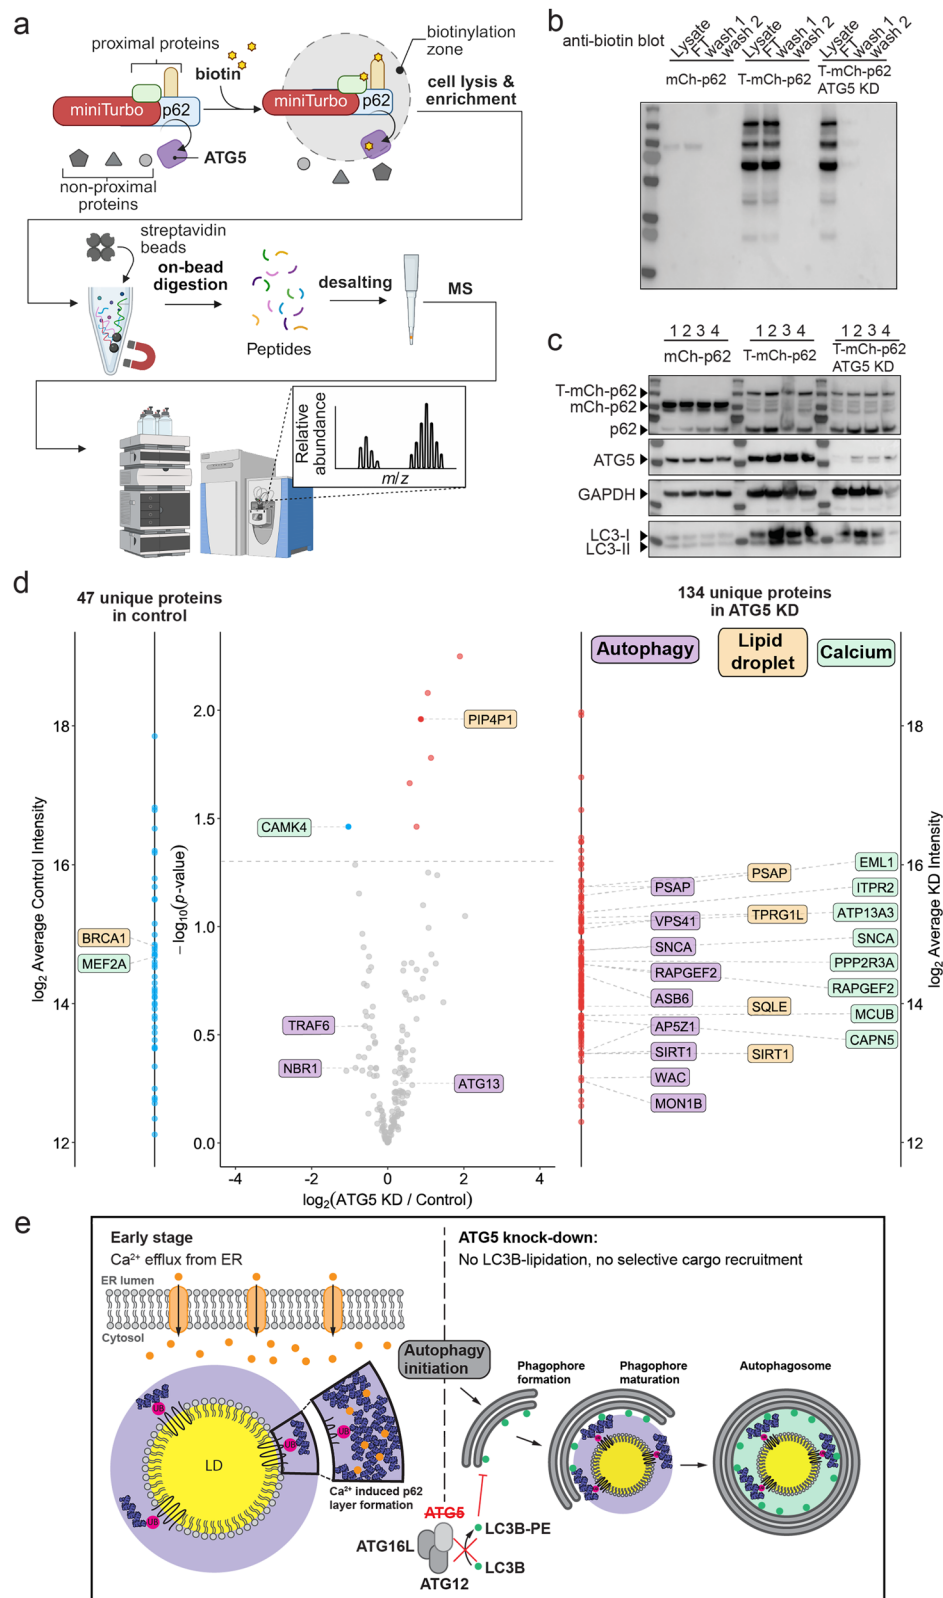 a
proximal proteins
biotin
miniTurbo
p62
ATG5
non-proximal
proteins
miniTurbo
p62
biotinylation
zone
cell lysis &
enrichment
streptavidin
beads
on-bead
digestion
Peptides
desalting
MS
Relative
abundance
m/z
b
anti-biotin blot
Lysate
FT
wash 1
wash 2
mCh-p62
Lysate
FT
wash 1
wash 2
T-mCh-p62
Lysate
FT
wash 1
wash 2
T-mCh-p62
ATG5 KD
c
1 2 3 4
mCh-p62
1 2 3 4
T-mCh-p62
1 2 3 4
T-mCh-p62
ATG5 KD
T-mCh-p62
mCh-p62
p62
ATG5
GAPDH
LC3-I
LC3-II
d
47 unique proteins
in control
134 unique proteins
in ATG5 KD
Autophagy
Lipid
droplet
Calcium
log2 Average Control Intensity
18
16
14
12
BRCA1
MEF2A
−log10(p-value)
2.0
1.5
1.0
0.5
0.0
PIP4P1
CAMK4
TRAF6
NBR1
ATG13
-4
-2
0
2
4
log2(ATG5 KD / Control)
PSAP
VPS41
SNCA
RAPGEF2
ASB6
AP5Z1
SIRT1
WAC
MON1B
PSAP
TPRG1L
SQLE
SIRT1
EML1
ITPR2
ATP13A3
SNCA
PPP2R3A
RAPGEF2
MCUB
CAPN5
18
16
14
12
log2 Average KD Intensity
e
Early stage
Ca2+ efflux from ER
ER lumen
Cytosol
UB
UB
UB
LD
UB
Ca2+ induced p62
layer formation
ATG5 knock-down:
No LC3B-lipidation, no selective cargo recruitment
Autophagy
initiation
Phagophore
formation
Phagophore
maturation
Autophagosome
ATG5
ATG16L
ATG12
LC3B-PE
LC3B